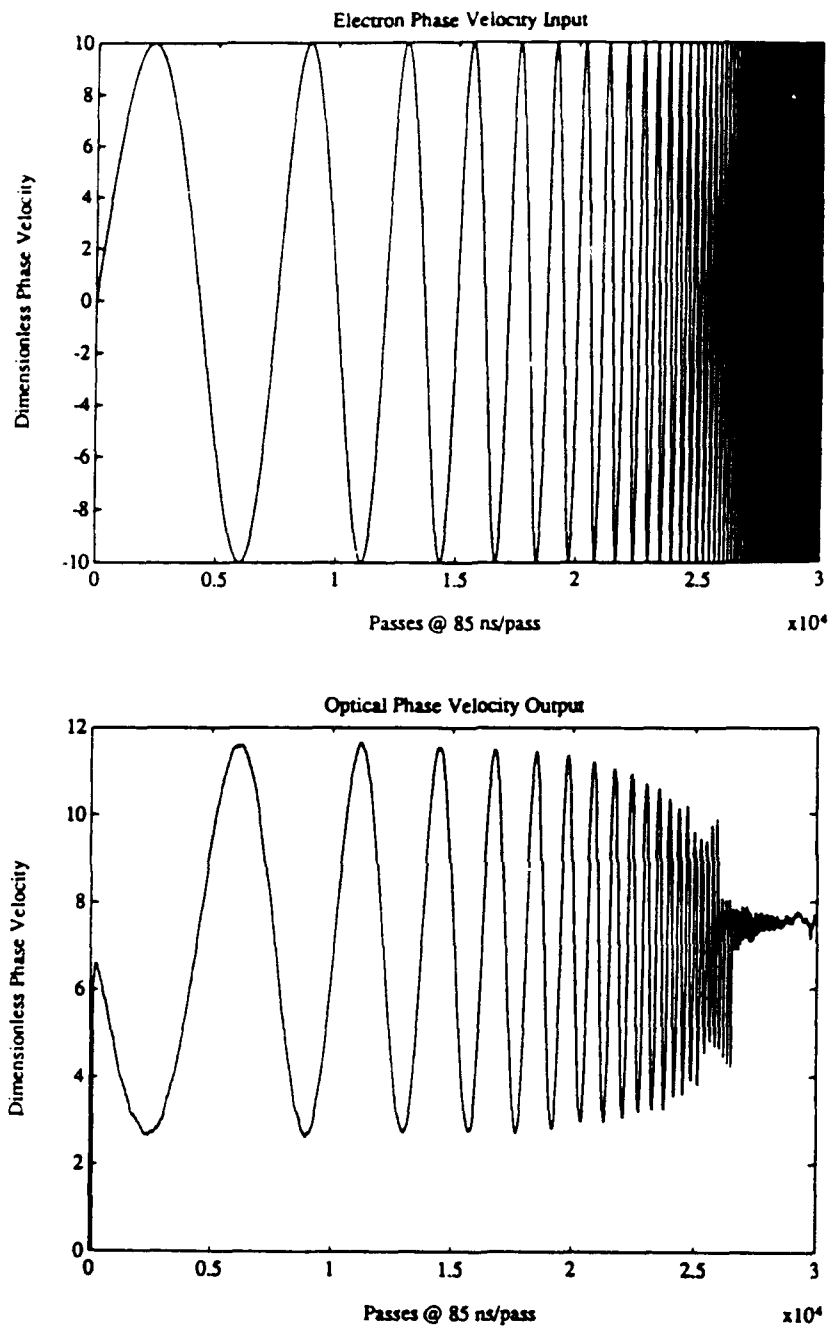 Electron Phase Velocity Input
10
8
6
4
2
0
-2
-4
-6
-8
-10
Dimensionless Phase Velocity
0 0.5 1 1.5 2 2.5 3
Passes @ 85 ns/pass x10⁴
Optical Phase Velocity Output
12
10
8
6
4
2
0
Dimensionless Phase Velocity
0 0.5 1 1.5 2 2.5 3
Passes @ 85 ns/pass x10⁴